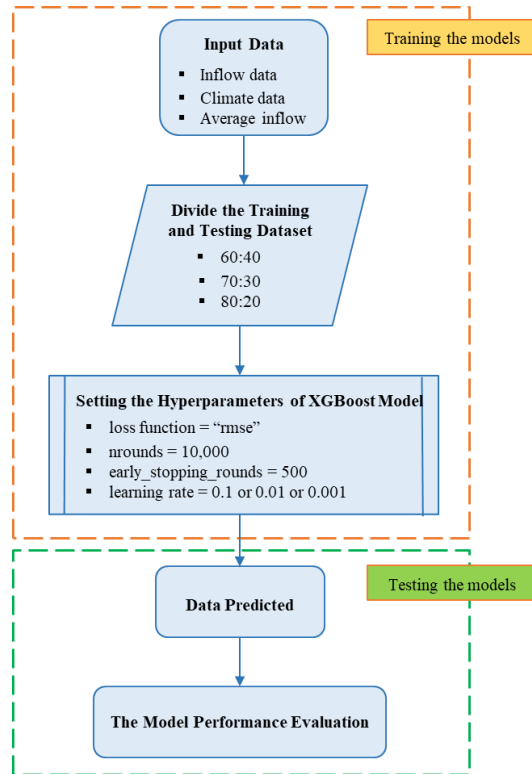 Input Data
Training the models
▪ Inflow data
▪ Climate data
▪ Average inflow
Divide the Training
and Testing Dataset
▪ 60:40
▪ 70:30
▪ 80:20
Setting the Hyperparameters of XGBoost Model
▪ loss function = “rmse”
▪ nrounds = 10,000
▪ early_stopping_rounds = 500
▪ learning rate = 0.1 or 0.01 or 0.001
Testing the models
Data Predicted
The Model Performance Evaluation